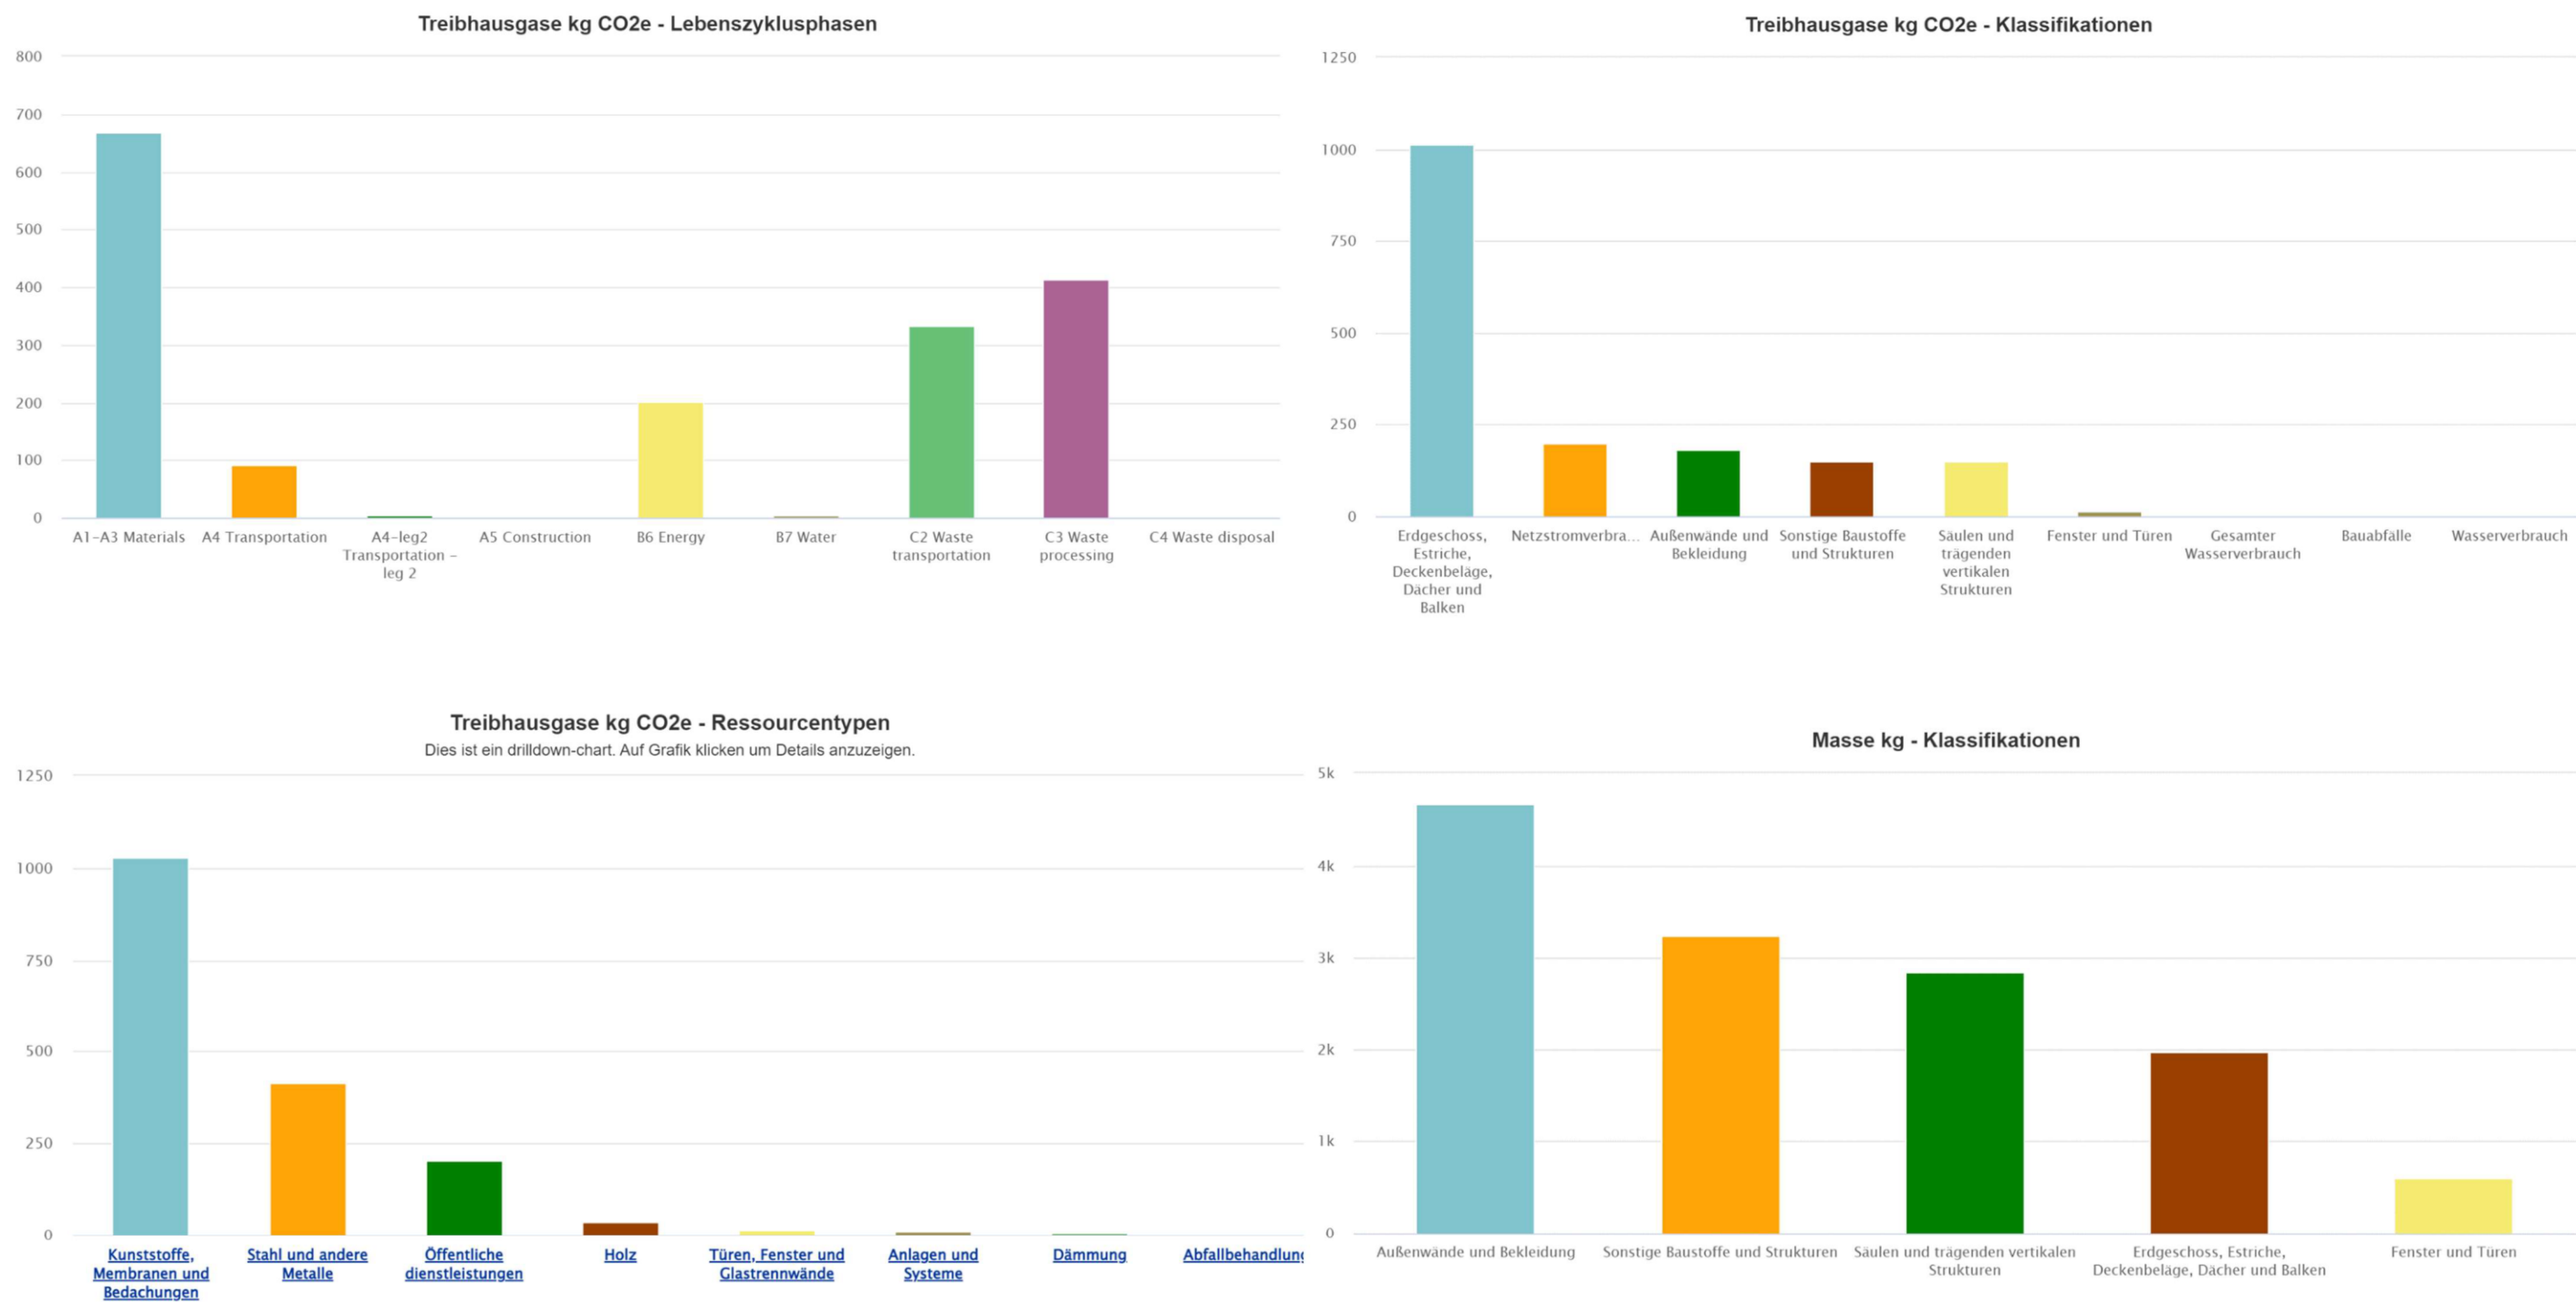 Treibhausgase kg CO2e - Lebenszyklusphasen
800
700
600
500
400
300
200
100
0
A1-A3 Materials
A4 Transportation
A4-leg2
Transportation -
leg 2
A5 Construction
B6 Energy
B7 Water
C2 Waste
transportation
C3 Waste
processing
C4 Waste disposal
Treibhausgase kg CO2e - Klassifikationen
1250
1000
750
500
250
0
Erdgeschoss,
Estriche,
Deckenbeläge,
Dächer und
Balken
Netzstromverbra...
Außenwände und
Bekleidung
Sonstige Baustoffe
und Strukturen
Säulen und
trägenden
vertikalen
Strukturen
Fenster und Türen
Gesamter
Wasserverbrauch
Bauabfälle
Wasserverbrauch
Treibhausgase kg CO2e - Ressourcentypen
Dies ist ein drilldown-chart. Auf Grafik klicken um Details anzuzeigen.
1250
1000
750
500
250
0
Kunststoffe,
Membranen und
Bedachungen
Stahl und andere
Metalle
Öffentliche
dienstleistungen
Holz
Türen, Fenster und
Glastrennwände
Anlagen und
Systeme
Dämmung
Abfallbehandlung
Masse kg - Klassifikationen
5k
4k
3k
2k
1k
0
Außenwände und Bekleidung
Sonstige Baustoffe und Strukturen
Säulen und trägenden vertikalen
Strukturen
Erdgeschoss, Estriche,
Deckenbeläge, Dächer und Balken
Fenster und Türen